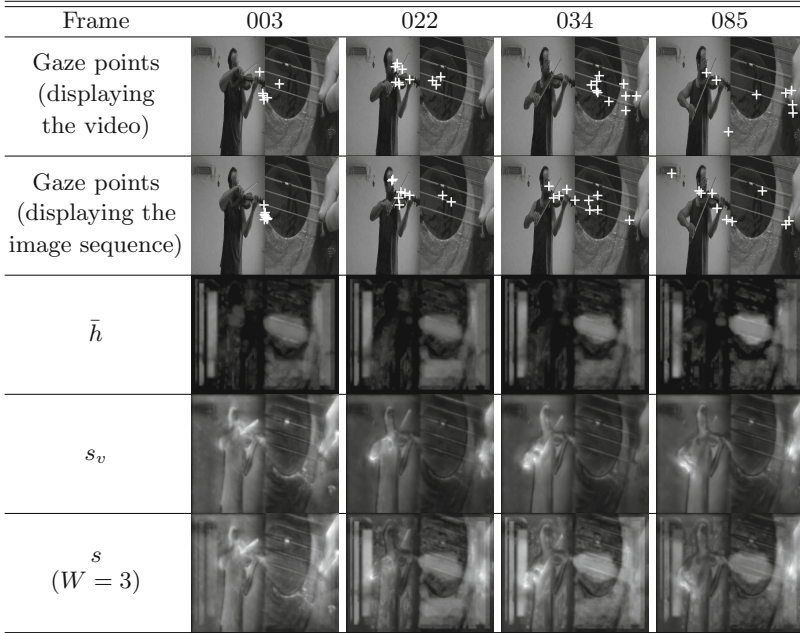 Frame 003 022 034 085
Gaze points
(displaying
the video)
Gaze points
(displaying the
image sequence)
h̄
s_v
s
(W = 3)